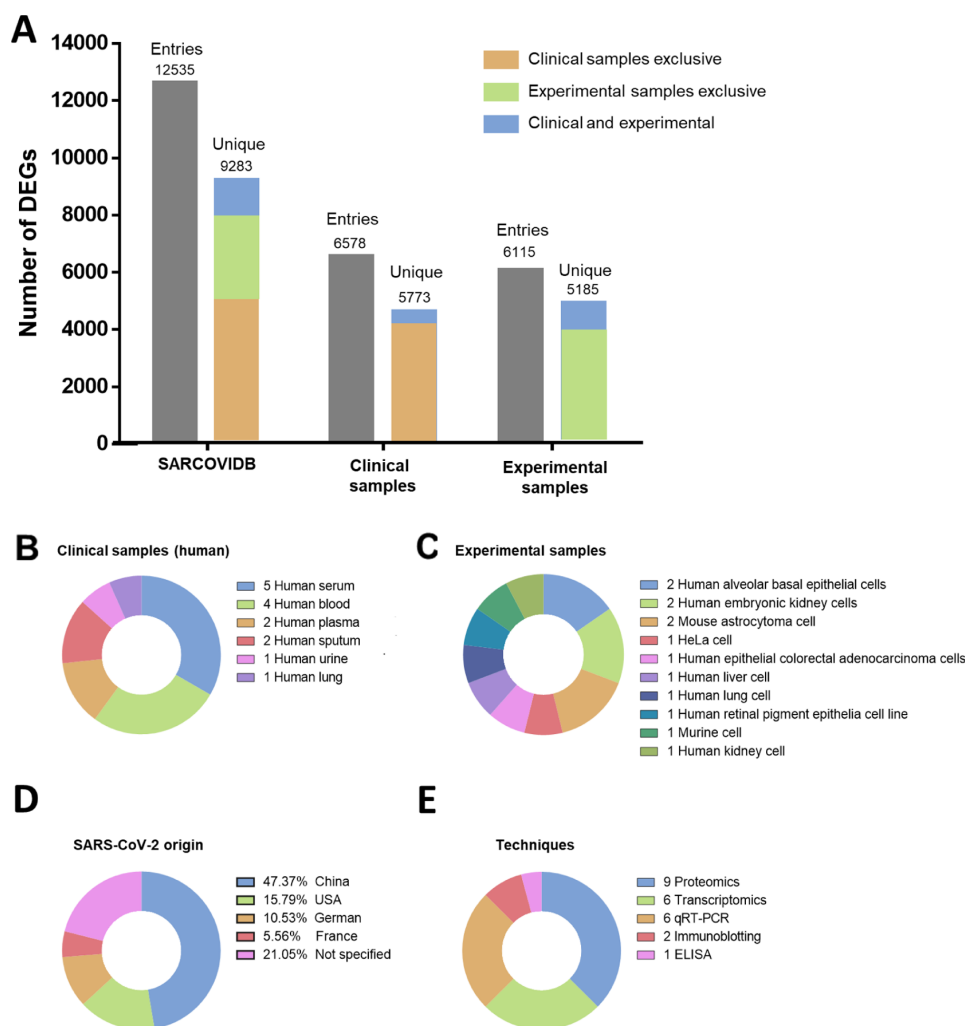 A
Number of DEGs
14000
12000
10000
8000
6000
4000
2000
0
Entries
12535
Unique
9283
Entries
6578
Unique
5773
Entries
6115
Unique
5185
Clinical samples exclusive
Experimental samples exclusive
Clinical and experimental
SARCOVIDB
Clinical
samples
Experimental
samples
B
Clinical samples (human)
5 Human serum
4 Human blood
2 Human plasma
2 Human sputum
1 Human urine
1 Human lung
C
Experimental samples
2 Human alveolar basal epithelial cells
2 Human embryonic kidney cells
2 Mouse astrocytoma cell
1 HeLa cell
1 Human epithelial colorectal adenocarcinoma cells
1 Human liver cell
1 Human lung cell
1 Human retinal pigment epithelia cell line
1 Murine cell
1 Human kidney cell
D
SARS-CoV-2 origin
47.37% China
15.79% USA
10.53% German
5.56% France
21.05% Not specified
E
Techniques
9 Proteomics
6 Transcriptomics
6 qRT-PCR
2 Immunoblotting
1 ELISA